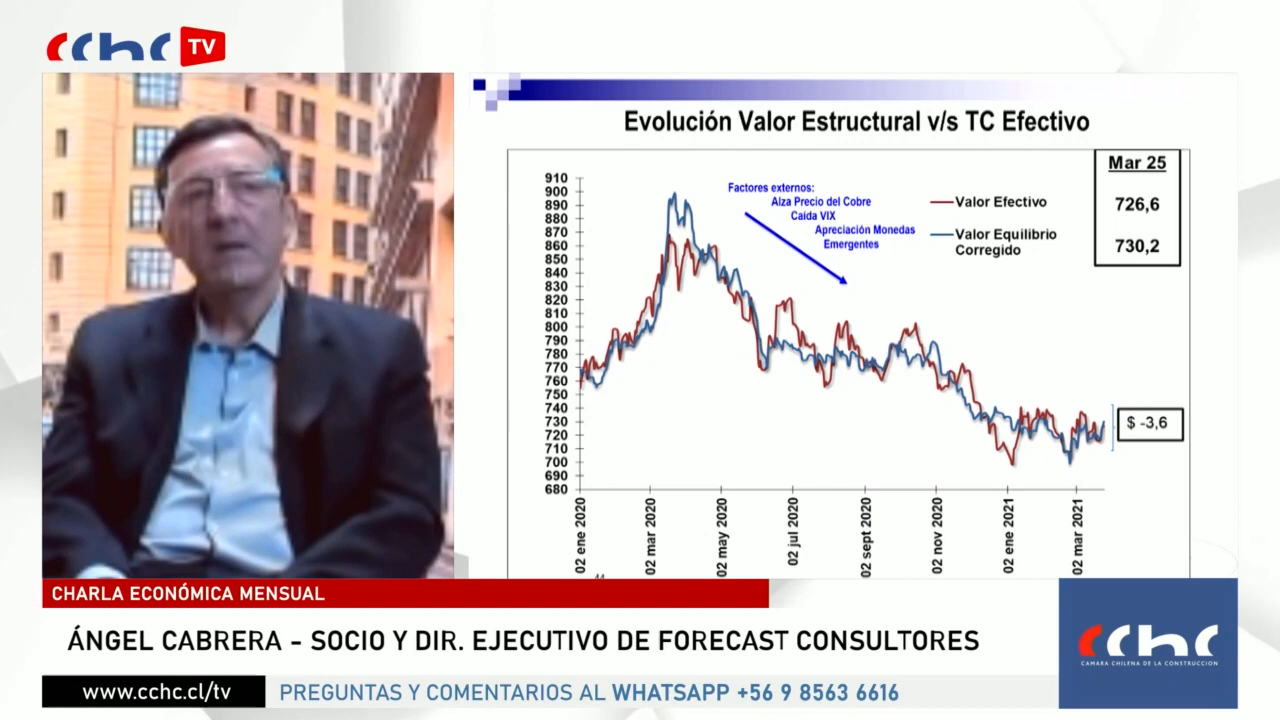 CChC TV
Evolución Valor Estructural v/s TC Efectivo
Mar 25
726,6
730,2
Factores externos:
Alza Precio del Cobre
Caída VIX
Apreciación Monedas
Emergentes
Valor Efectivo
Valor Equilibrio
Corregido
910
900
890
880
870
860
850
840
830
820
810
800
790
780
770
760
750
740
730
720
710
700
690
680
$ -3,6
02 ene 2020
02 mar 2020
02 may 2020
02 jul 2020
02 sept 2020
02 nov 2020
02 ene 2021
02 mar 2021
CHARLA ECONÓMICA MENSUAL
ÁNGEL CABRERA – SOCIO Y DIR. EJECUTIVO DE FORECAST CONSULTORES
CChC
CAMARA CHILENA DE LA CONSTRUCCION
www.cchc.cl/tv
PREGUNTAS Y COMENTARIOS AL WHATSAPP +56 9 8563 6616